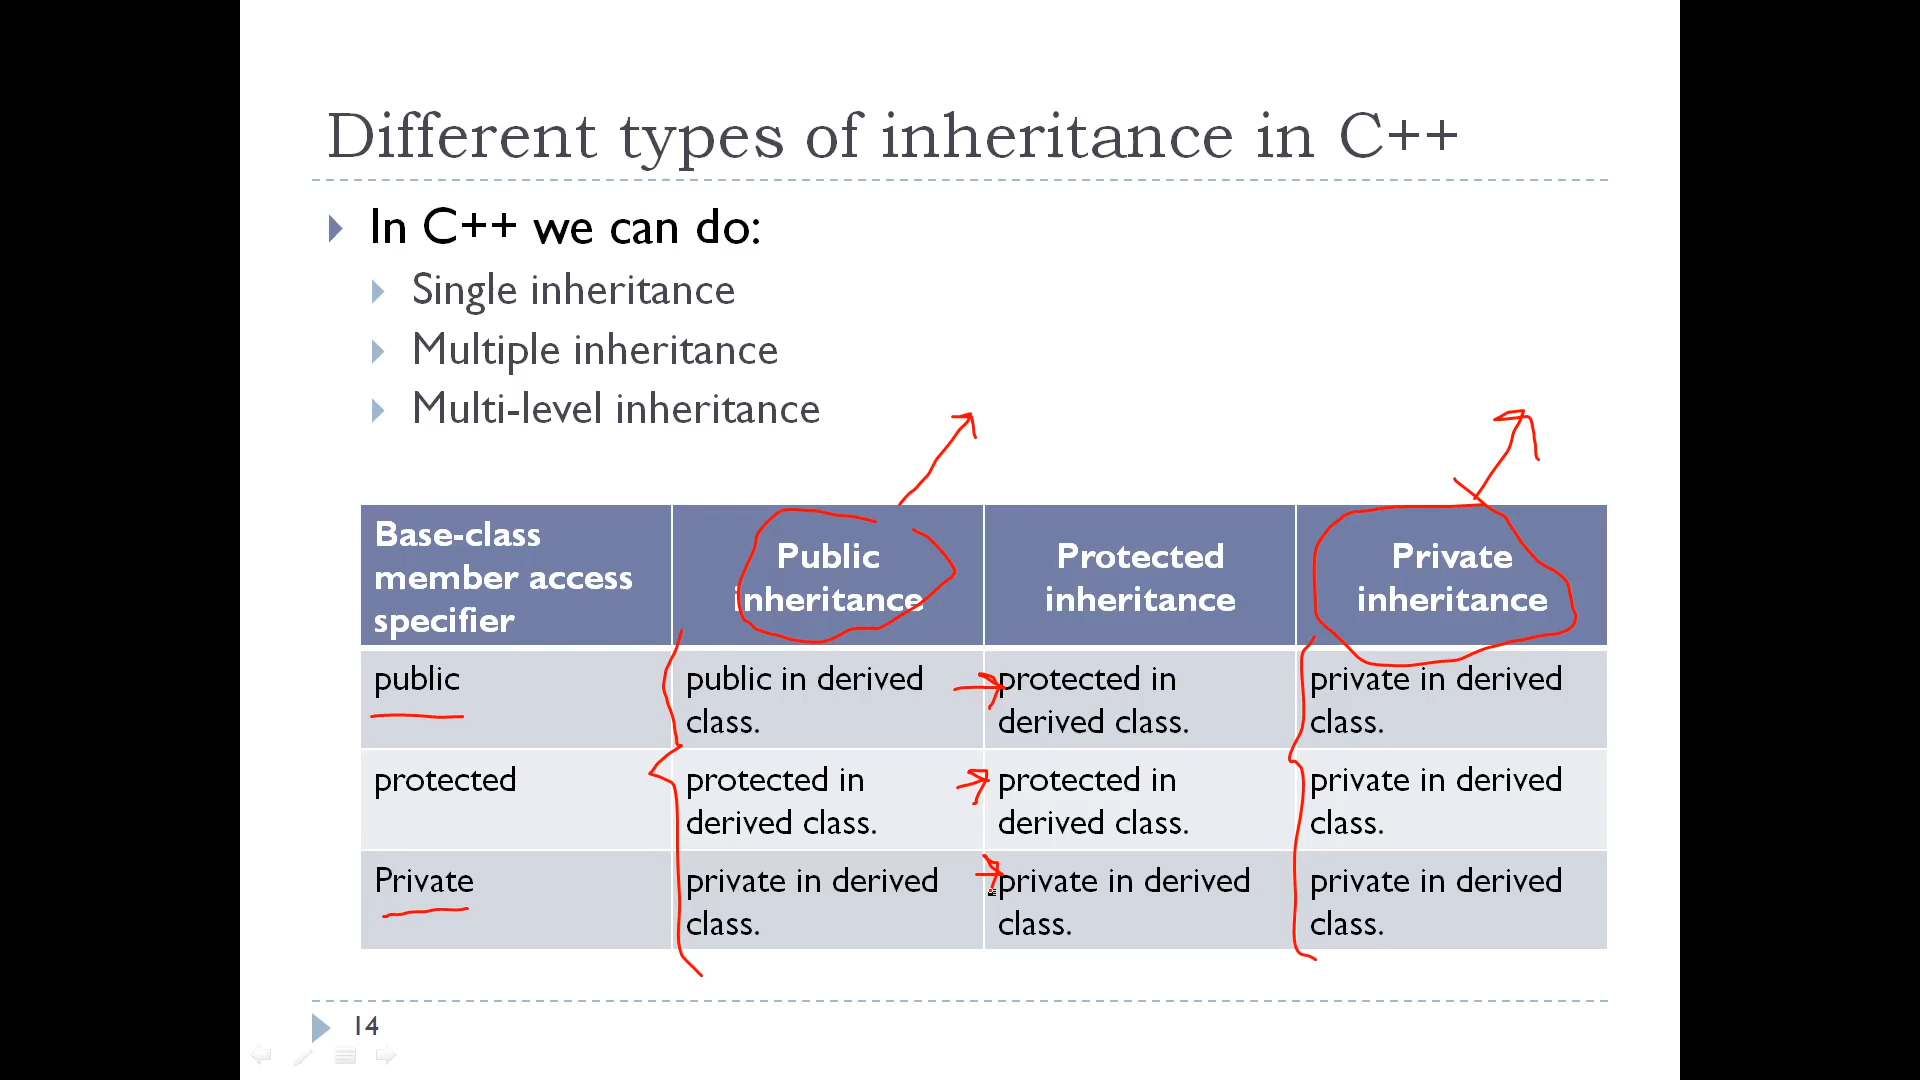 Different types of inheritance in C++
In C++ we can do:
Single inheritance
Multiple inheritance
Multi-level inheritance
Base-class
member access
specifier
Public
inheritance
Protected
inheritance
Private
inheritance
public
public in derived
class.
protected in
derived class.
private in derived
class.
protected
protected in
derived class.
protected in
derived class.
private in derived
class.
Private
private in derived
class.
private in derived
class.
private in derived
class.
14